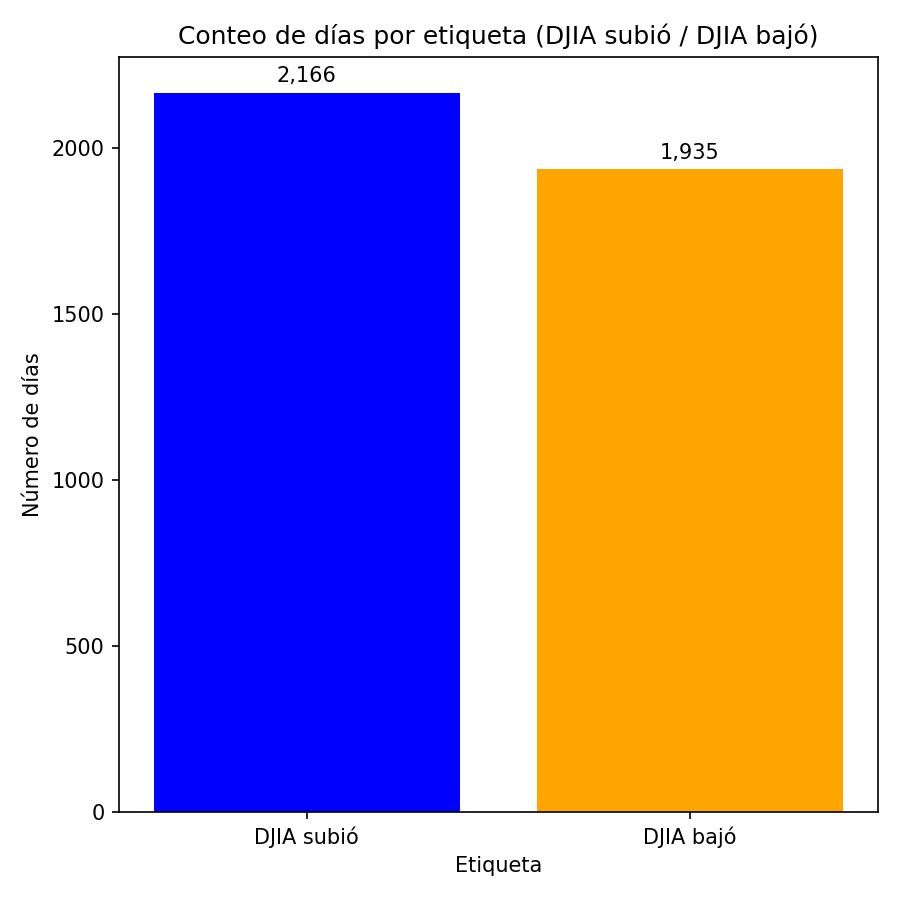 Conteo de días por etiqueta (DJIA subió / DJIA bajó)
2,166
1,935
2000
1500
1000
500
0
Número de días
DJIA subió
DJIA bajó
Etiqueta